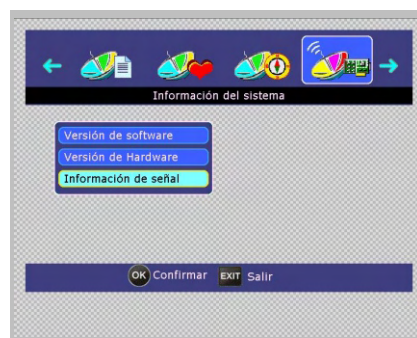 Información del sistema
Versión de software
Versión de Hardware
Información de señal
OK Confirmar EXIT Salir